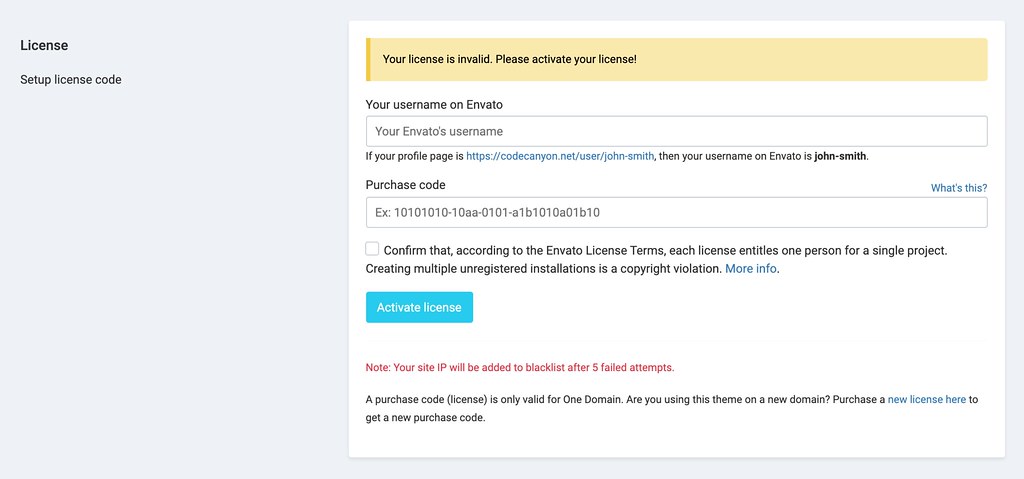 License
Setup license code
Your license is invalid. Please activate your license!
Your username on Envato
Your Envato's username
If your profile page is https://codecanyon.net/user/john-smith, then your username on Envato is john-smith.
Purchase code
What's this?
Ex: 10101010-10aa-0101-a1b1010a01b10
Confirm that, according to the Envato License Terms, each license entitles one person for a single project.
Creating multiple unregistered installations is a copyright violation. More info.
Activate license
Note: Your site IP will be added to blacklist after 5 failed attempts.
A purchase code (license) is only valid for One Domain. Are you using this theme on a new domain? Purchase a new license here to
get a new purchase code.